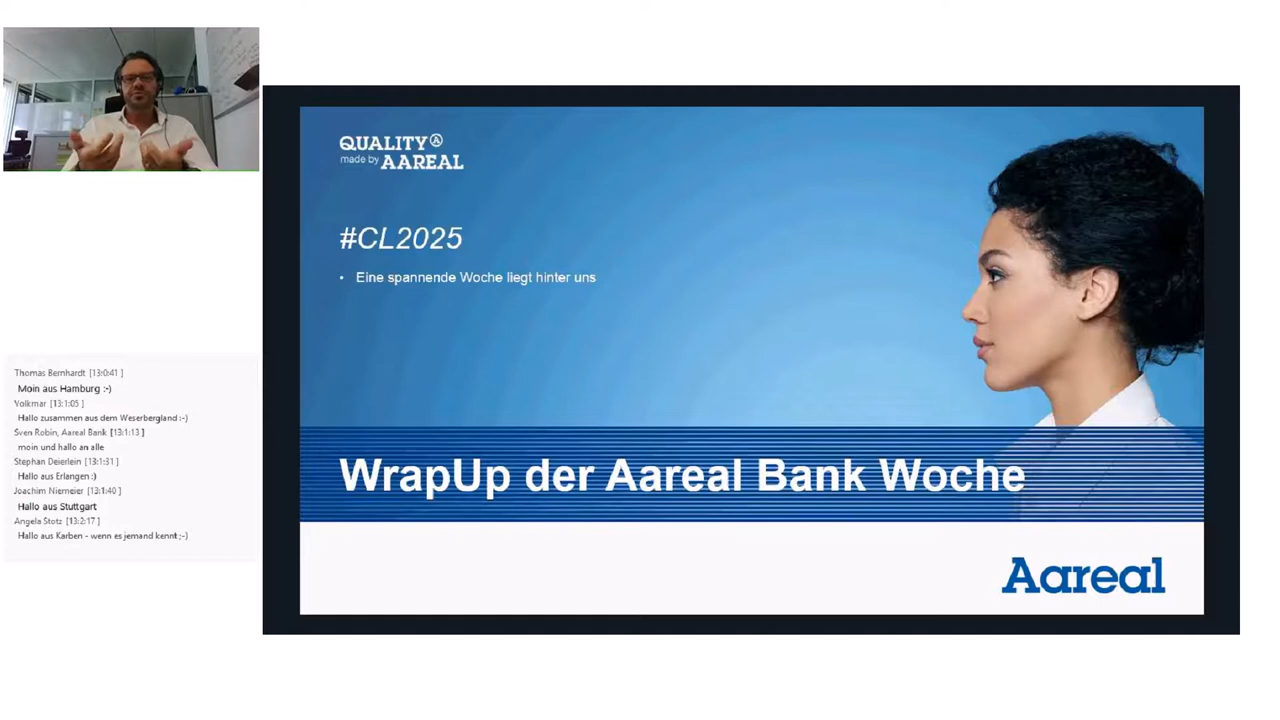 QUALITY A
made by AAREAL
#CL2025
• Eine spannende Woche liegt hinter uns
WrapUp der Aareal Bank Woche
Aareal
Thomas Bernhardt [13:0:41 ]
Moin aus Hamburg :-)
Volkmar [13:1:05 ]
Hallo zusammen aus dem Weserbergland :-)
Sven Robin, Aareal Bank [13:1:13 ]
moin und hallo an alle
Stephan Deierlein [13:1:31 ]
Hallo aus Erlangen :)
Joachim Niemeier [13:1:40 ]
Hallo aus Stuttgart
Angela Stotz [13:2:17 ]
Hallo aus Karben - wenn es jemand kennt ;-)